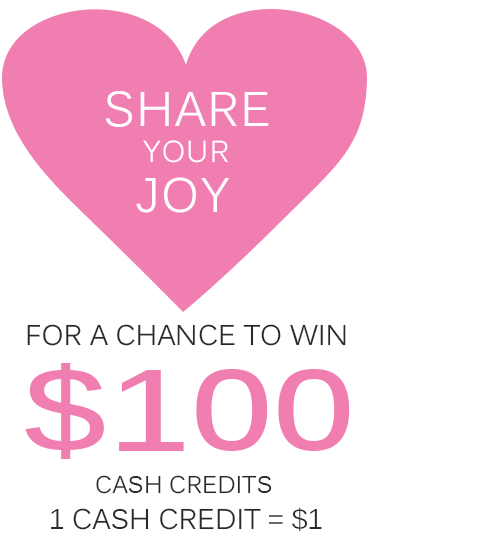 SHARE
YOUR
JOY
FOR A CHANCE TO WIN
$100
CASH CREDITS
1 CASH CREDIT = $1